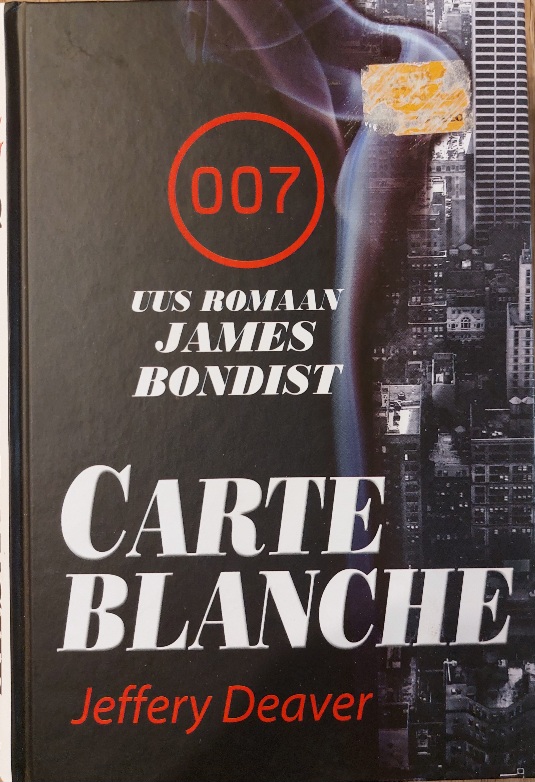 007
UUS ROMAAN
JAMES
BONDIST
CARTE
BLANCHE
Jeffery Deaver